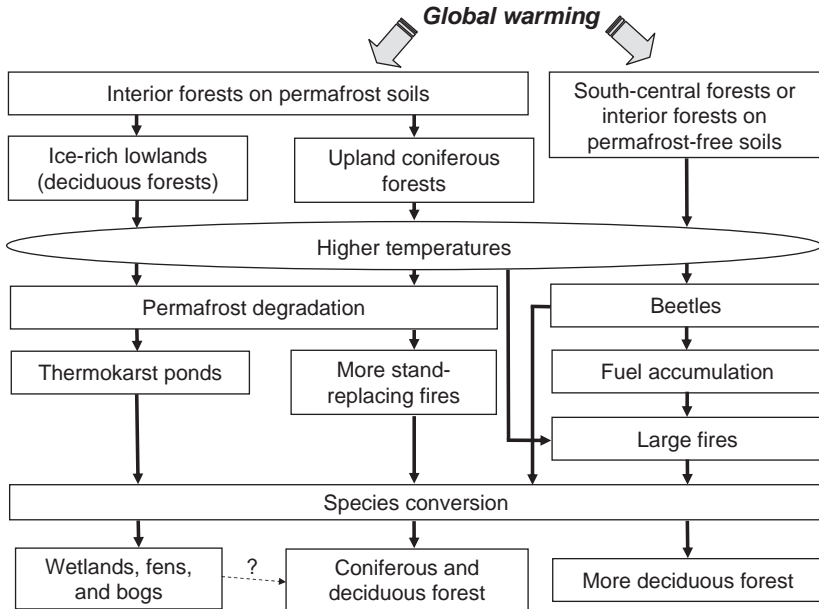 Global warming
Interior forests on permafrost soils
South-central forests or
interior forests on
permafrost-free soils
Ice-rich lowlands
(deciduous forests)
Upland coniferous
forests
Higher temperatures
Permafrost degradation
Beetles
Thermokarst ponds
More stand-
replacing fires
Fuel accumulation
Large fires
Species conversion
Wetlands, fens,
and bogs
?
Coniferous and
deciduous forest
More deciduous forest